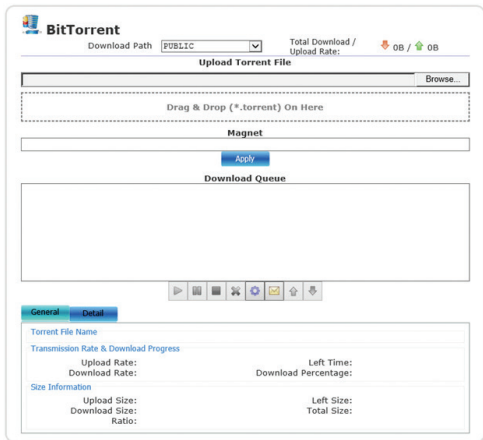 BitTorrent
Download Path PUBLIC Total Download / Upload Rate: 0B / 0B
Upload Torrent File
Browse...
Drag & Drop (*.torrent) On Here
Magnet
Apply
Download Queue
General Detail
Torrent File Name
Transmission Rate & Download Progress
Upload Rate: Left Time:
Download Rate: Download Percentage:
Size Information
Upload Size: Left Size:
Download Size: Total Size:
Ratio: